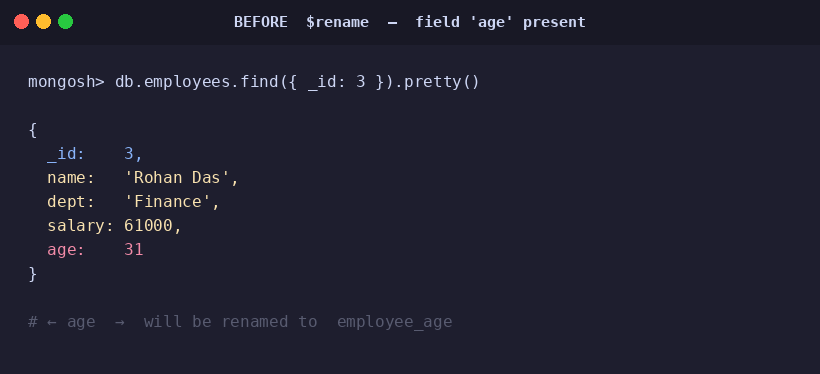 BEFORE  $rename  —  field 'age' present
mongosh> db.employees.find({ _id: 3 }).pretty()
{
  _id:    3,
  name:   'Rohan Das',
  dept:   'Finance',
  salary: 61000,
  age:    31
}
# ← age  →  will be renamed to  employee_age